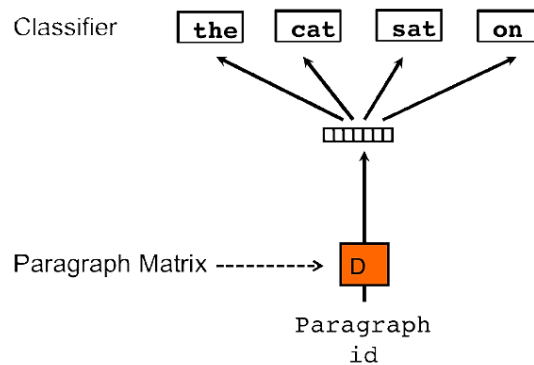 Classifier the cat sat on
Paragraph Matrix D
Paragraph
id